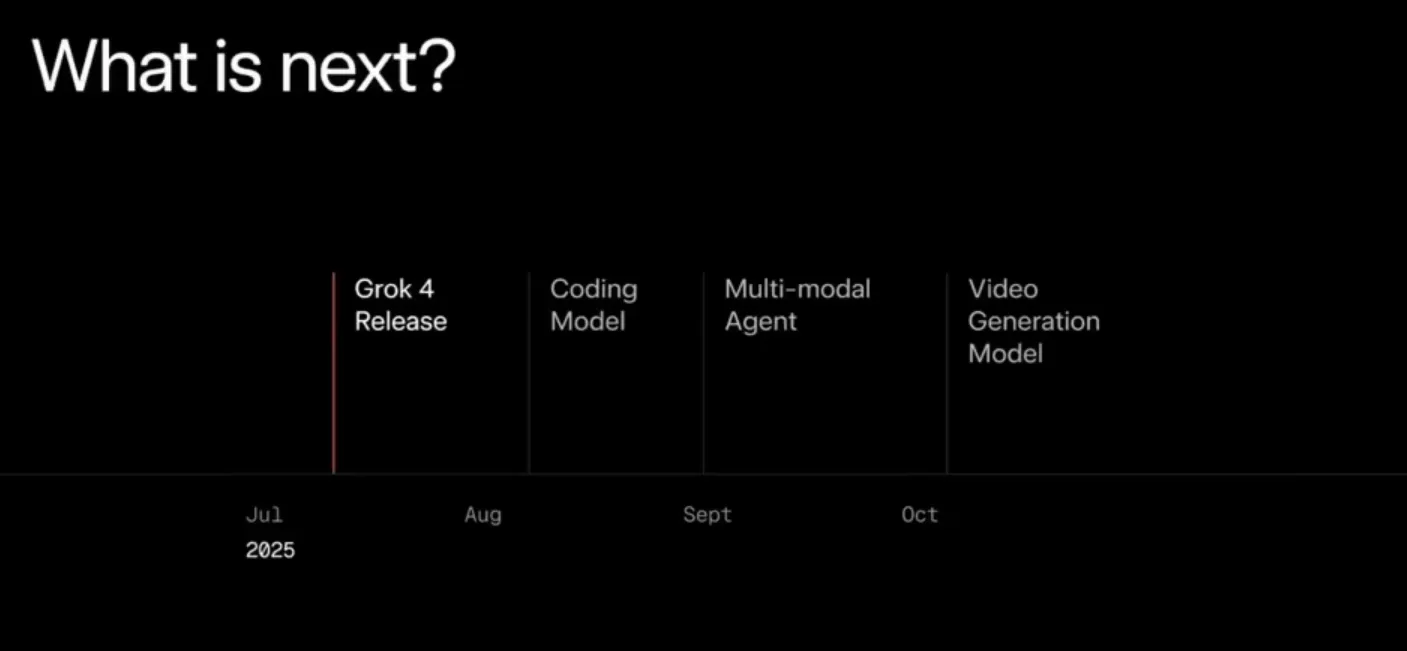 What is next?
Grok 4
Release
Coding
Model
Multi-modal
Agent
Video
Generation
Model
Jul
2025
Aug
Sept
Oct